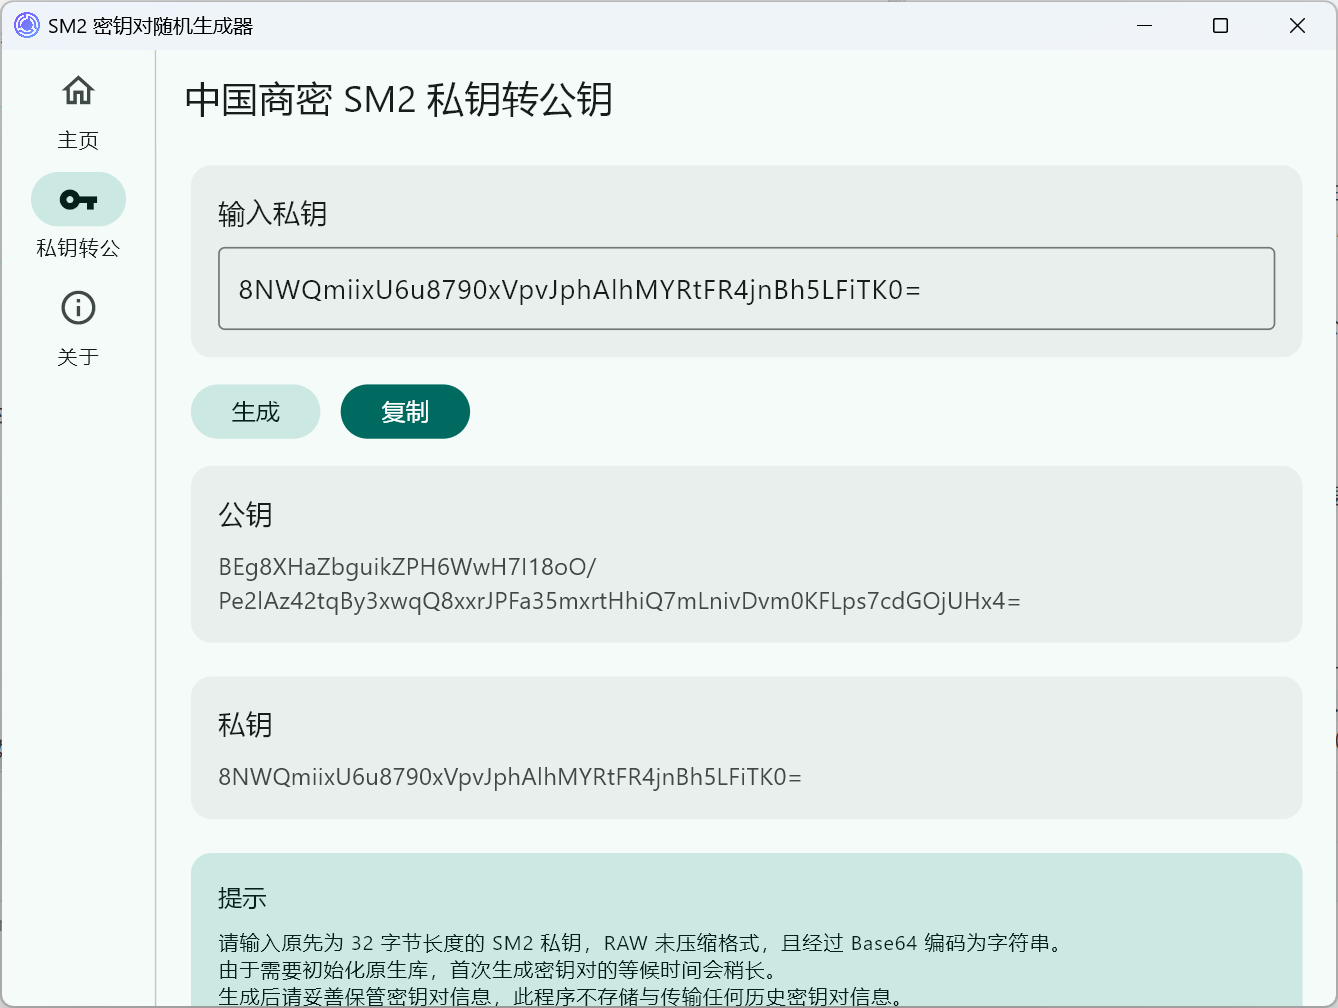 SM2 密钥对随机生成器
主页
私钥转公
关于
中国商密 SM2 私钥转公钥
输入私钥
8NWQmiixU6u8790xVpvJphAlhMYRtFR4jnBh5LFiTK0=
生成
复制
公钥
BEg8XHaZbguikZPH6WwH7I18oO/
Pe2lAz42tqBy3xwqQ8xxrJPFa35mxrtHhiQ7mLnivDvm0KFLps7cdGOjUHx4=
私钥
8NWQmiixU6u8790xVpvJphAlhMYRtFR4jnBh5LFiTK0=
提示
请输入原先为 32 字节长度的 SM2 私钥，RAW 未压缩格式，且经过 Base64 编码为字符串。
由于需要初始化原生库，首次生成密钥对的等候时间会稍长。
生成后请妥善保管密钥对信息，此程序不存储与传输任何历史密钥对信息。